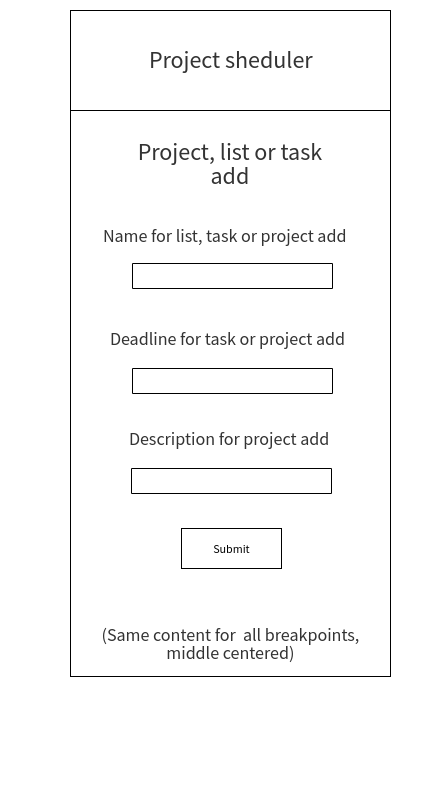 Project sheduler
Project, list or task
add
Name for list, task or project add
Deadline for task or project add
Description for project add
Submit
(Same content for  all breakpoints,
middle centered)